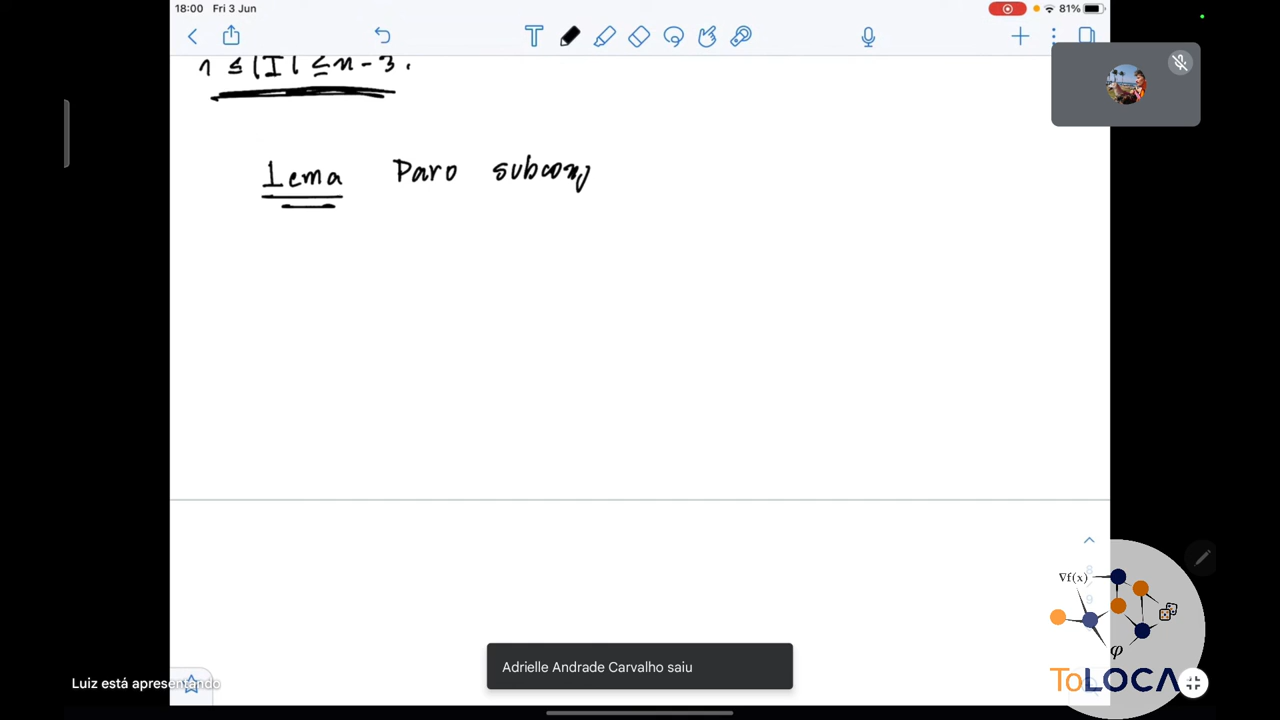 18:00 Fri 3 Jun
81%
1 ≤ |I| ≤ n - 3.
Lema Para subconj
∇f(x)
φ
ToLOCA
Adrielle Andrade Carvalho saiu
Luiz está apresentando